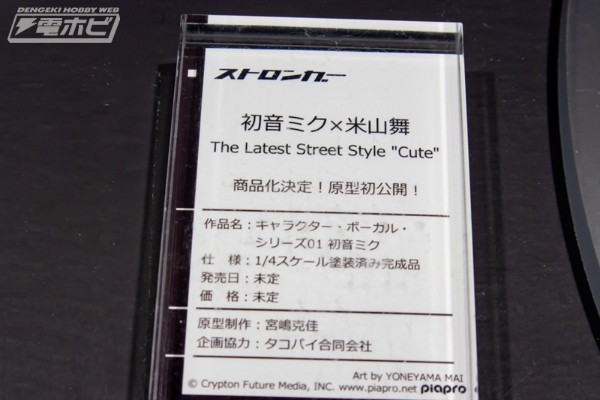 DENGEKI HOBBY WEB
電ホビ
ストロンガー
初音ミク×米山舞
The Latest Street Style "Cute"
商品化決定！原型初公開！
作品名：キャラクター・ボーカル・
シリーズ01 初音ミク
仕　様：1/4スケール塗装済み完成品
発売日：未定
価　格：未定
原型制作：宮嶋克佳
企画協力：タコバイ合同会社
Art by YONEYAMA MAI
© Crypton Future Media, INC. www.piapro.net piapro